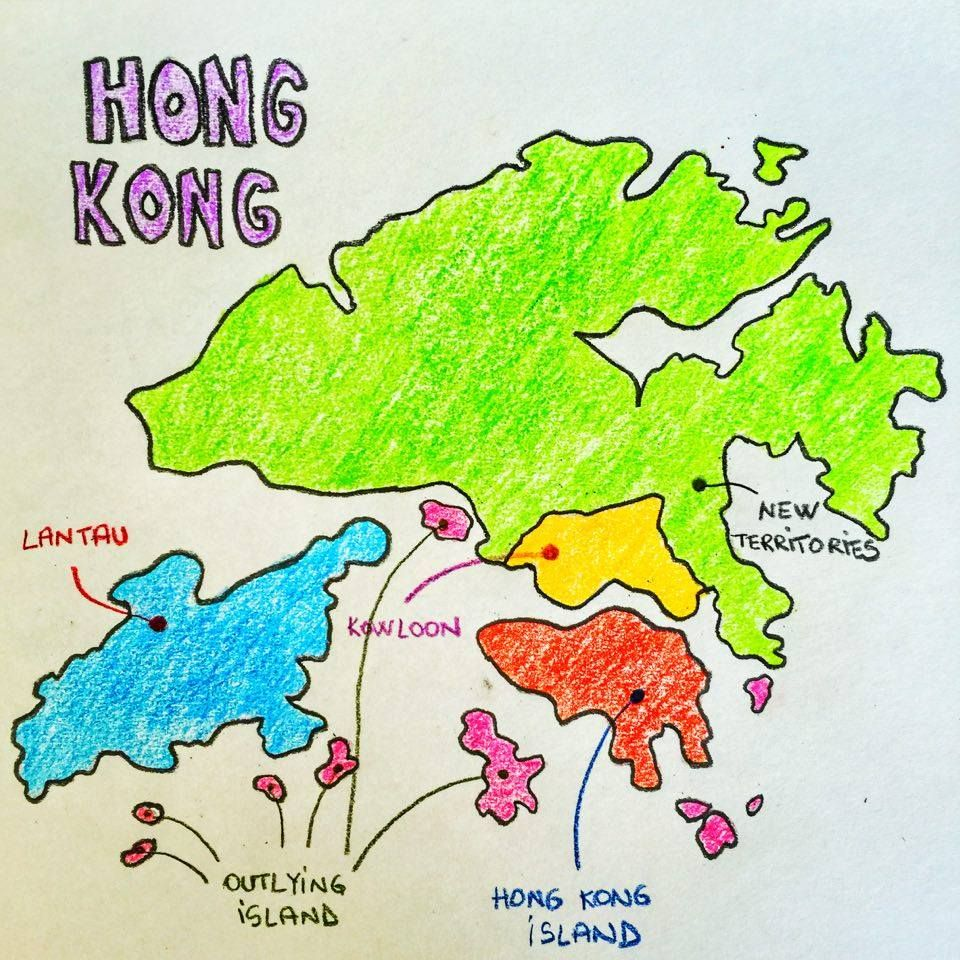 HONG
KONG
LANTAU
NEW
TERRITORIES
KOWLOON
OUTLYING
ISLAND
HONG KONG
ISLAND